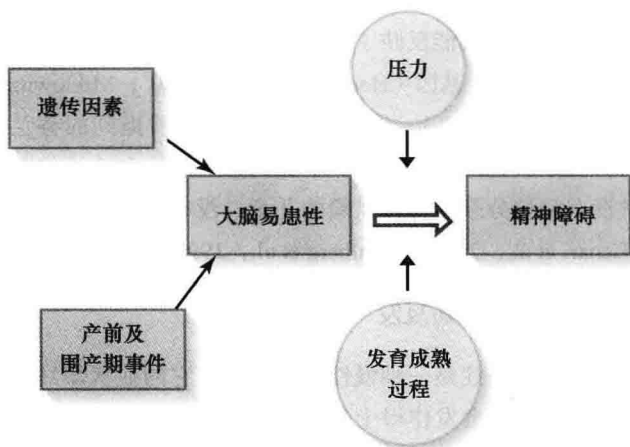 压力
遗传因素
大脑易患性
精神障碍
产前及
围产期事件
发育成熟
过程